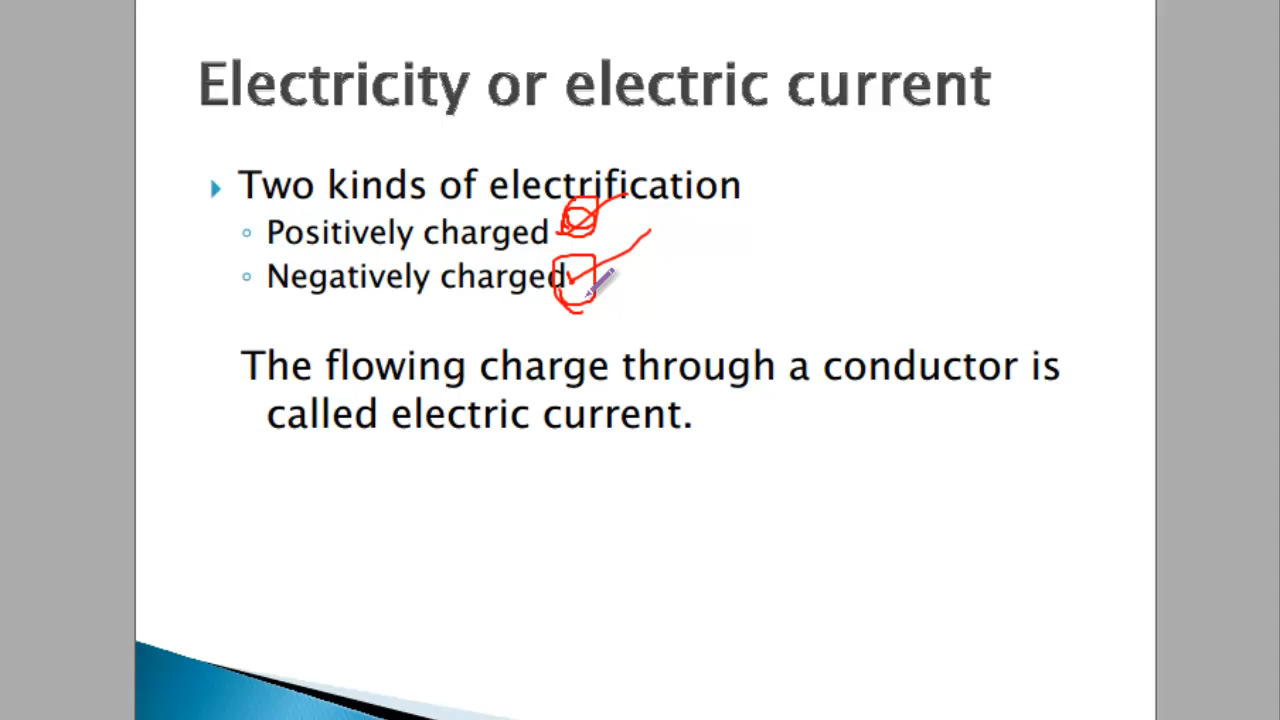 Electricity or electric current
Two kinds of electrification
Positively charged
Negatively charged
The flowing charge through a conductor is
called electric current.